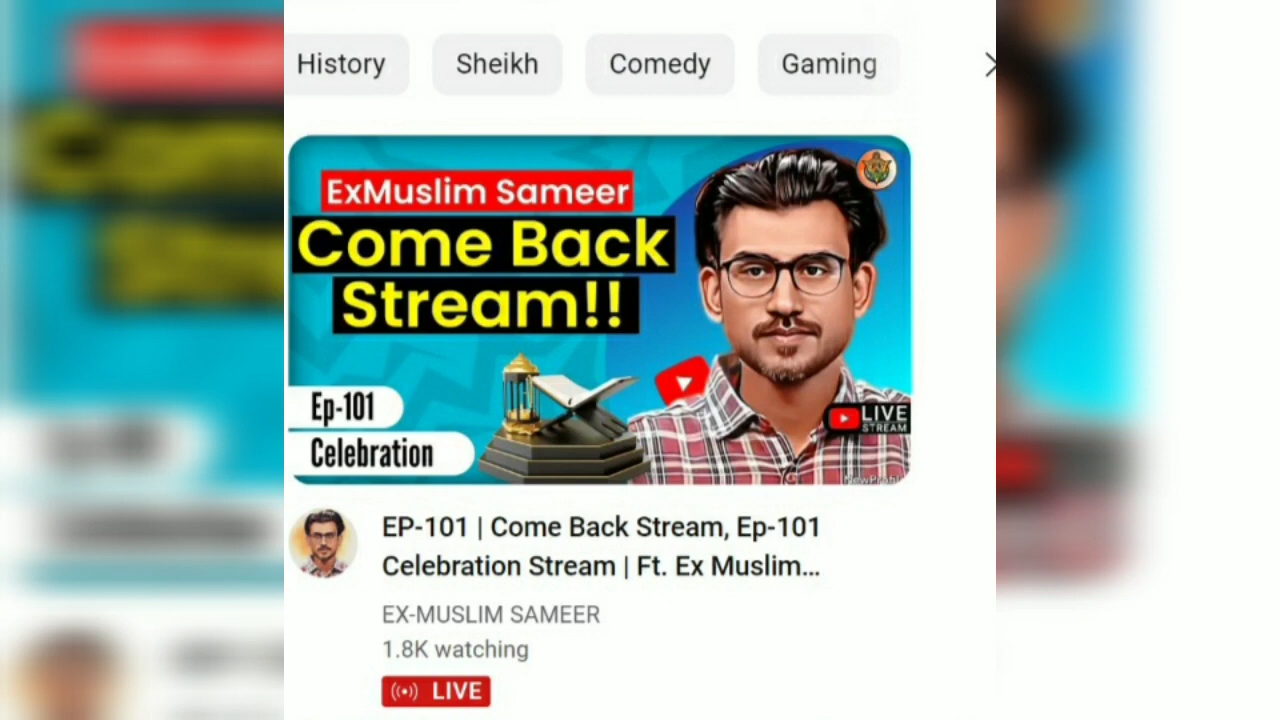 History
Sheikh
Comedy
Gaming
ExMuslim Sameer
Come Back
Stream!!
Ep-101
Celebration
LIVE
STREAM
EP-101 | Come Back Stream, Ep-101
Celebration Stream | Ft. Ex Muslim...
EX-MUSLIM SAMEER
1.8K watching
LIVE